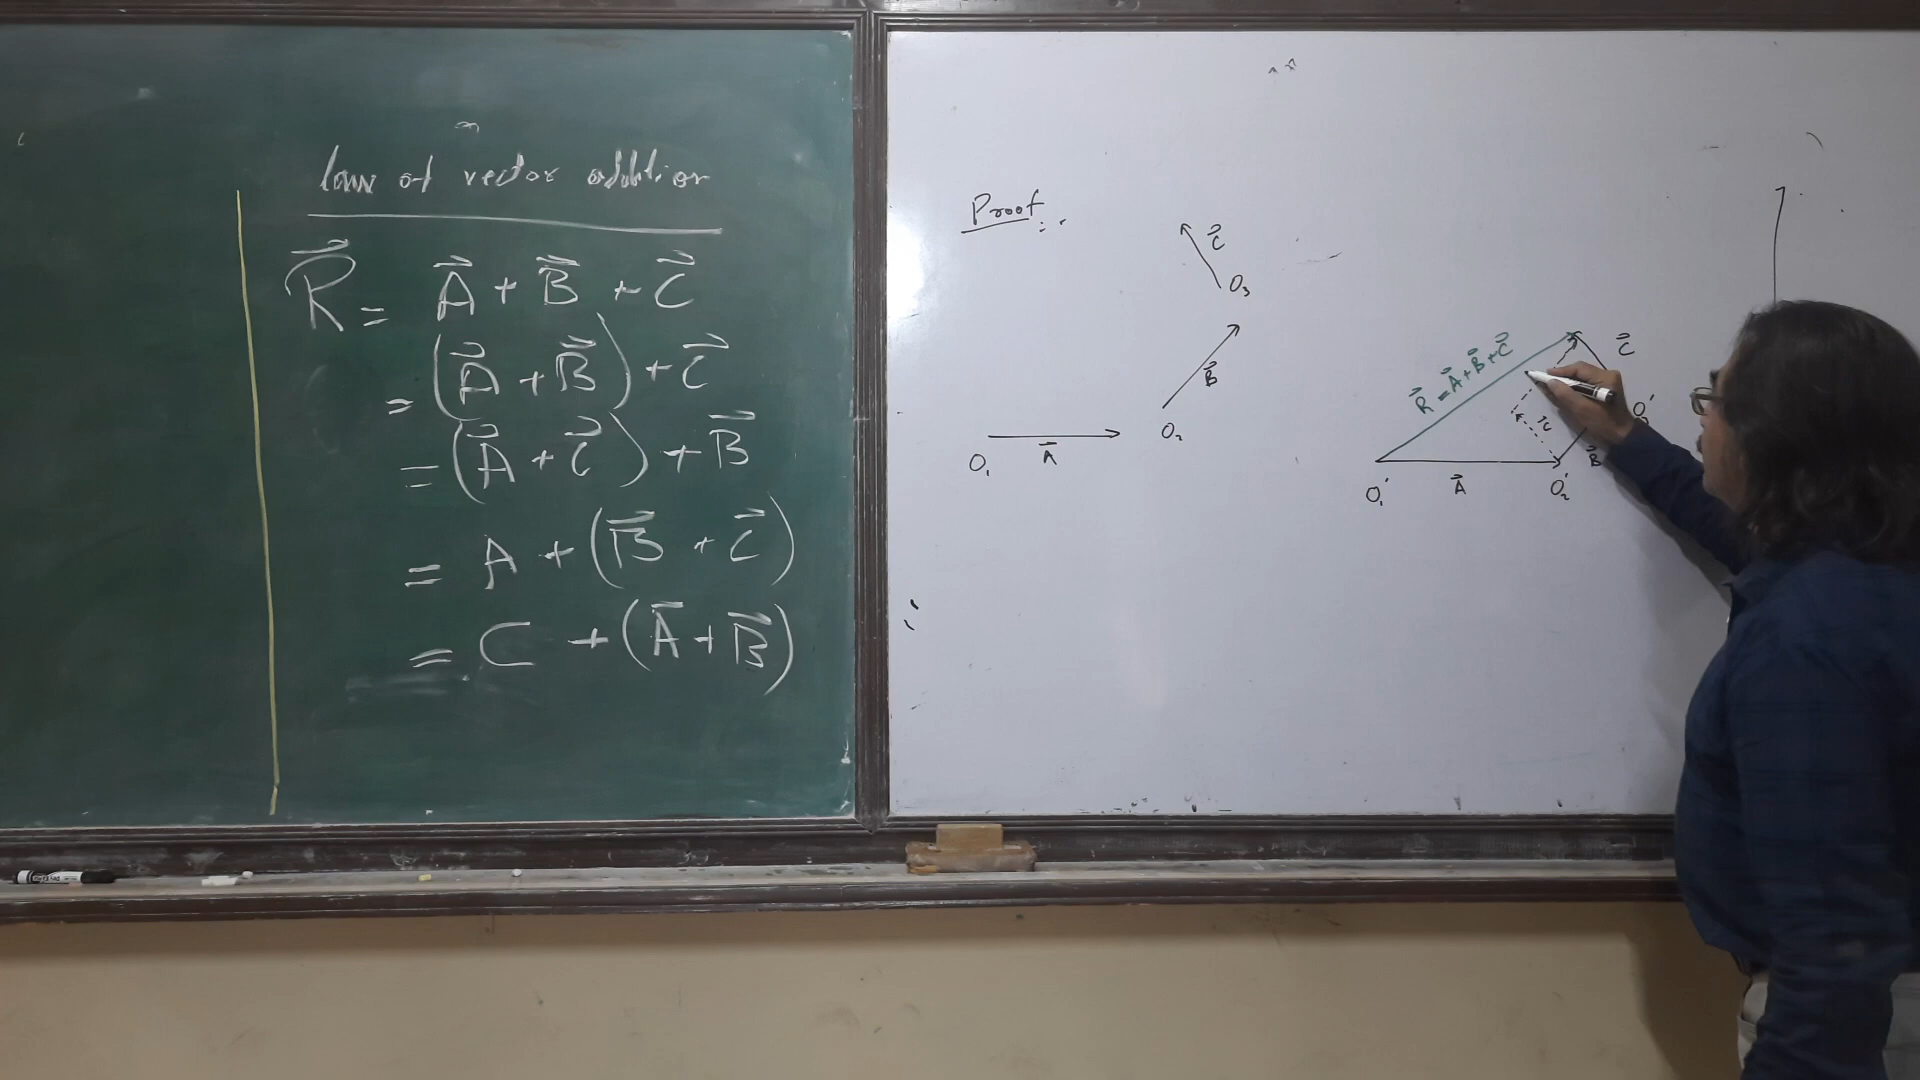 law of vector addition
R⃗ = A⃗ + B⃗ + C⃗
= (A⃗ + B⃗) + C⃗
= (A⃗ + C⃗) + B⃗
= A + (B⃗ + C⃗)
= C + (A⃗ + B⃗)
Proof :.
C⃗
O₃
B⃗
O₂
O₁
A⃗
R⃗ = A⃗ + B⃗ + C⃗
C⃗
C⃗
B⃗
O₁'
A⃗
O₂'